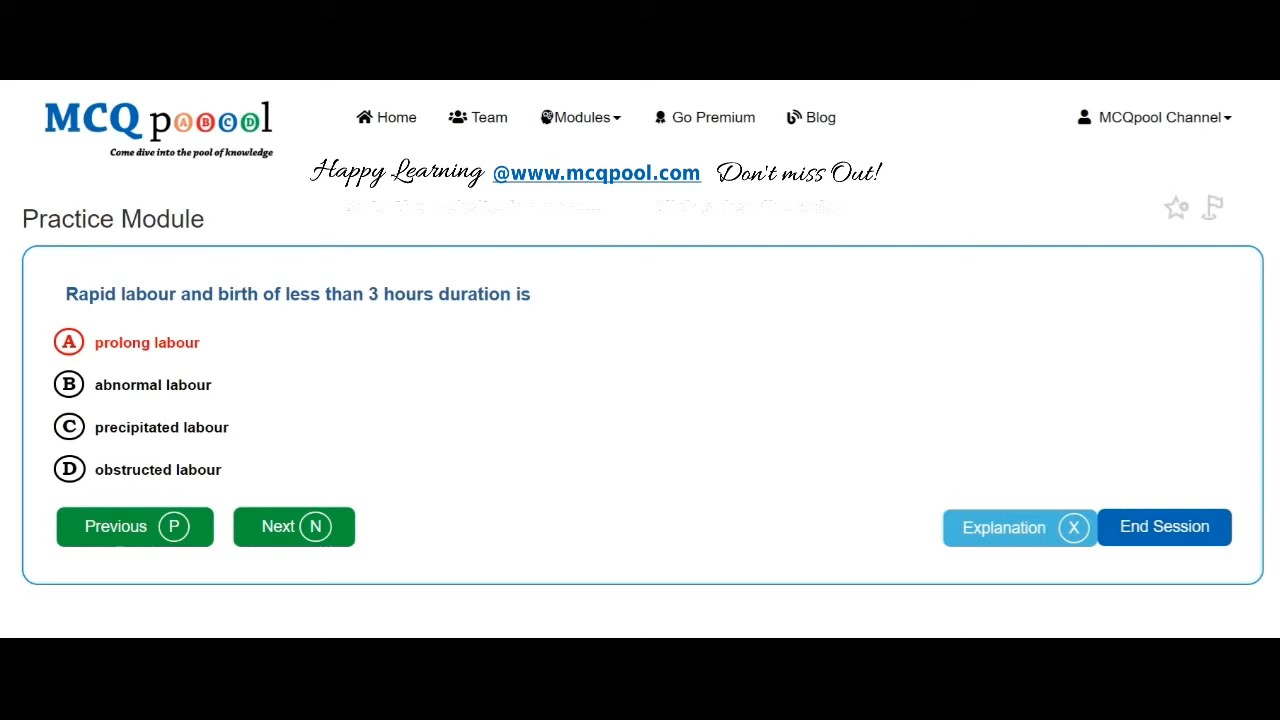 MCQ pooool
Come dive into the pool of knowledge
Home Team Modules Go Premium Blog MCQpool Channel
Happy Learning @www.mcqpool.com Don't miss Out!
Practice Module
Rapid labour and birth of less than 3 hours duration is
A prolong labour
B abnormal labour
C precipitated labour
D obstructed labour
Previous P Next N Explanation X End Session